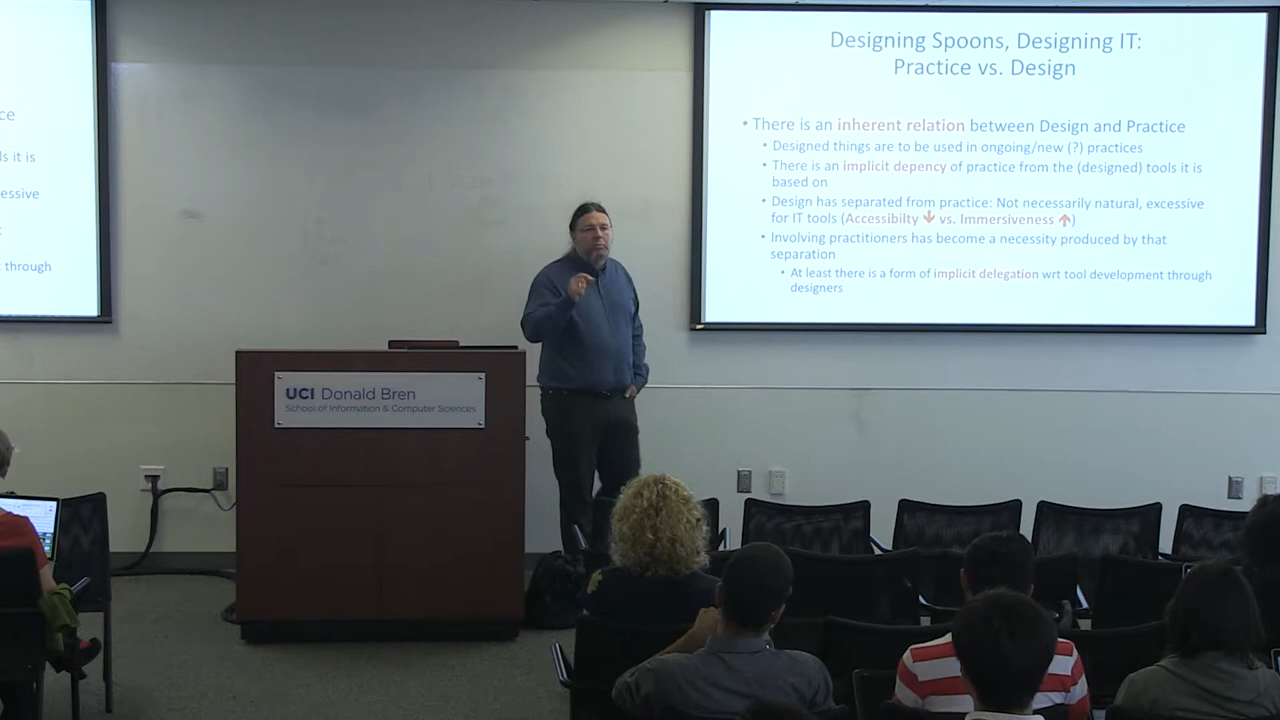 ce
ls it is
essive
t through
Designing Spoons, Designing IT:
Practice vs. Design
• There is an inherent relation between Design and Practice
• Designed things are to be used in ongoing/new (?) practices
• There is an implicit depency of practice from the (designed) tools it is
based on
• Design has separated from practice: Not necessarily natural, excessive
for IT tools (Accessibilty ↓ vs. Immersiveness ↑)
• Involving practitioners has become a necessity produced by that
separation
• At least there is a form of implicit delegation wrt tool development through
designers
UCI Donald Bren
School of Information & Computer Sciences